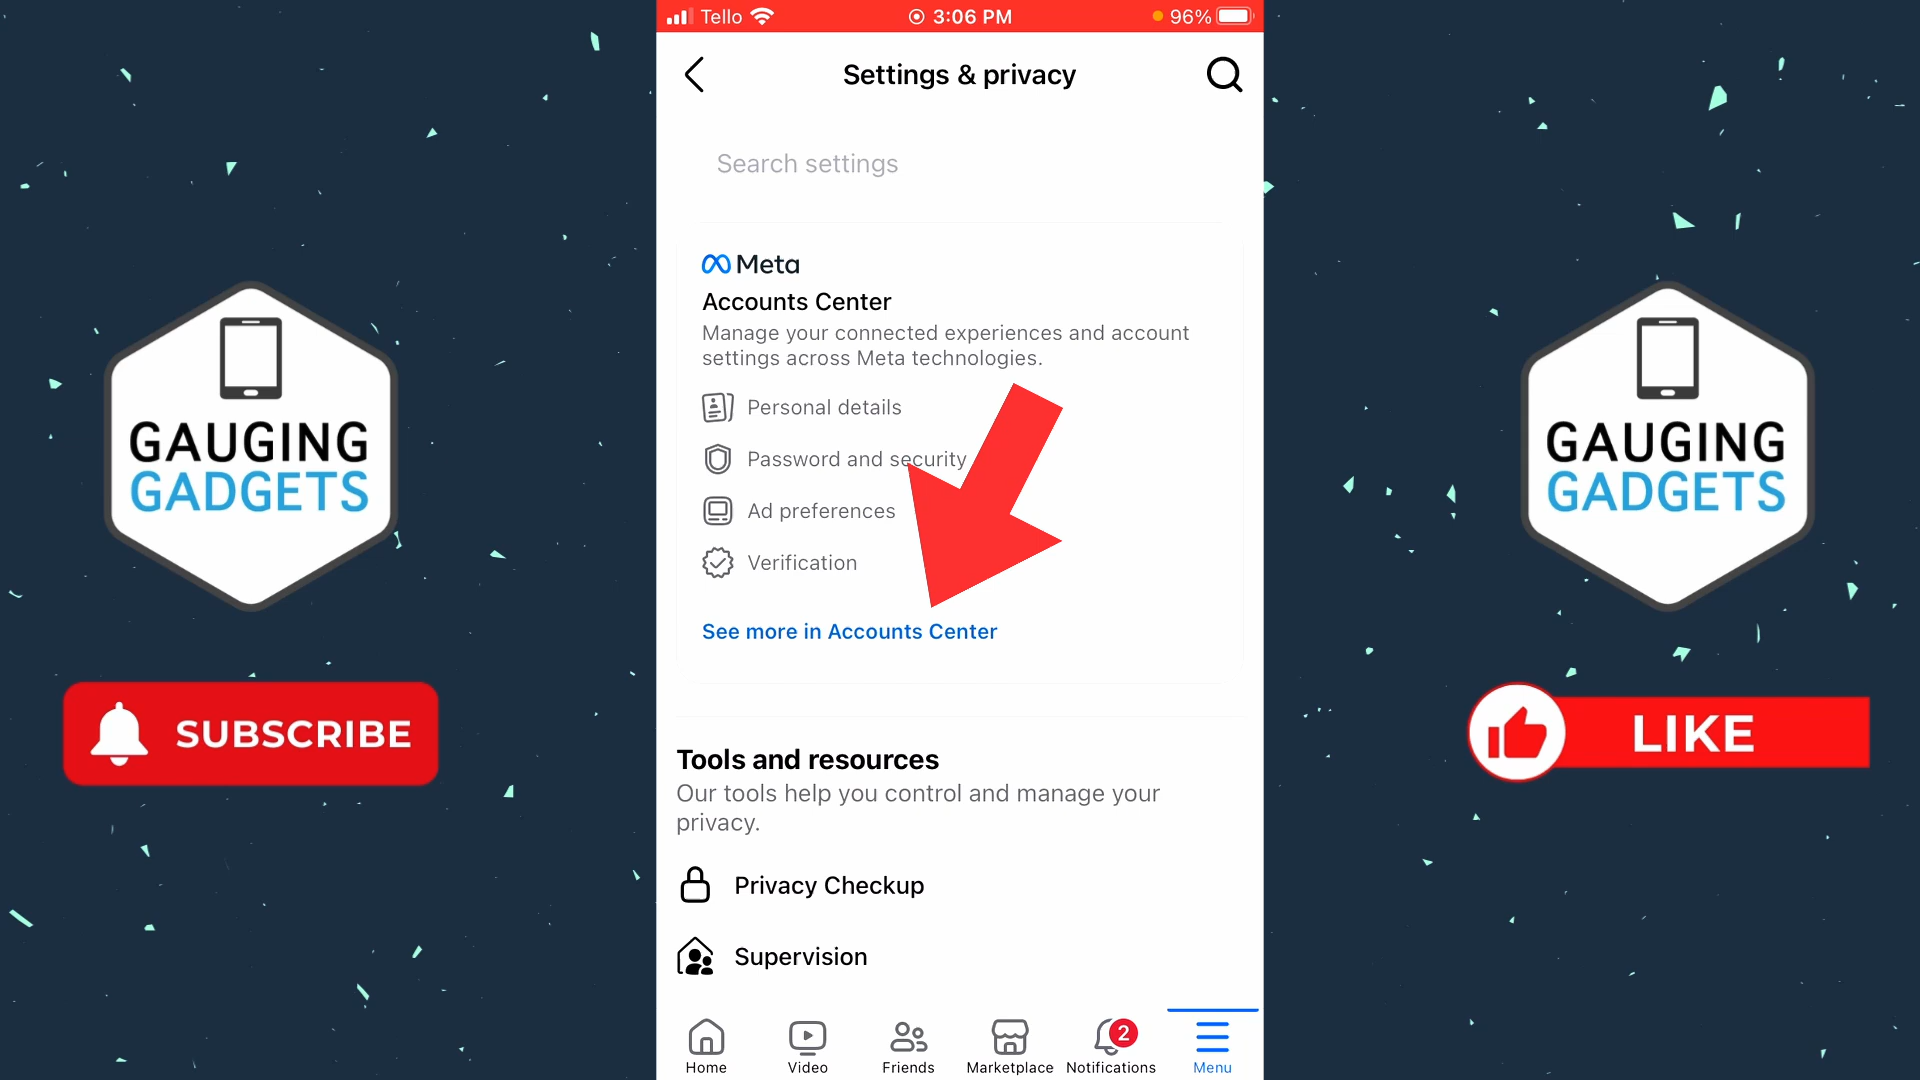 Tello 3:06 PM 96%
Settings & privacy
Search settings
Meta
Accounts Center
Manage your connected experiences and account
settings across Meta technologies.
Personal details
Password and security
Ad preferences
Verification
See more in Accounts Center
Tools and resources
Our tools help you control and manage your
privacy.
Privacy Checkup
Supervision
2
Home Video Friends Marketplace Notifications Menu
GAUGING
GADGETS
SUBSCRIBE
GAUGING
GADGETS
LIKE